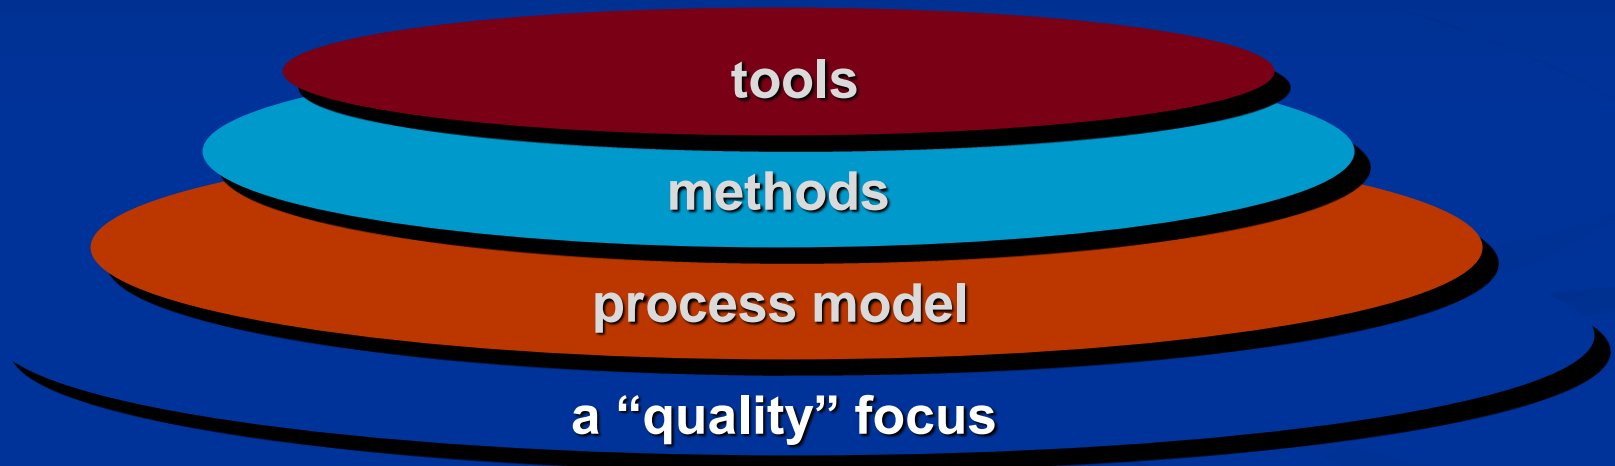 tools
methods
process model
a “quality” focus